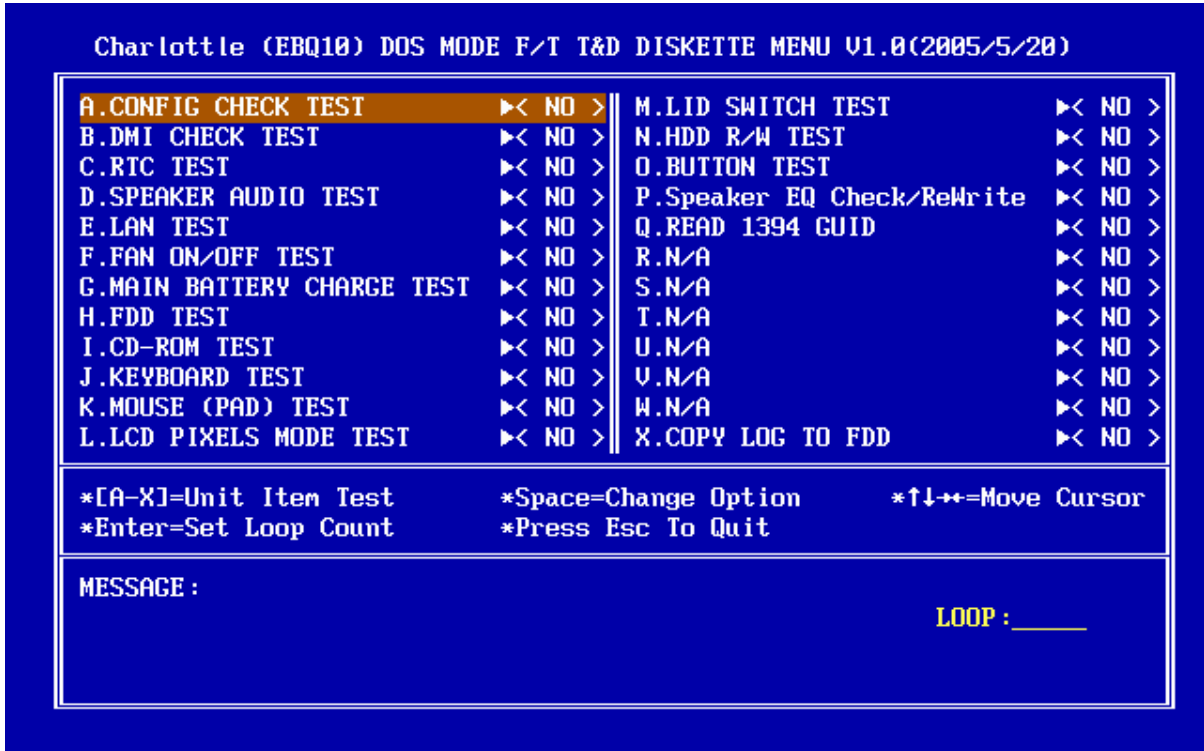 Charlottle (EBQ10) DOS MODE F/T T&D DISKETTE MENU V1.0(2005/5/20)
A.CONFIG CHECK TEST ►< NO >
B.DMI CHECK TEST ►< NO >
C.RTC TEST ►< NO >
D.SPEAKER AUDIO TEST ►< NO >
E.LAN TEST ►< NO >
F.FAN ON/OFF TEST ►< NO >
G.MAIN BATTERY CHARGE TEST ►< NO >
H.FDD TEST ►< NO >
I.CD-ROM TEST ►< NO >
J.KEYBOARD TEST ►< NO >
K.MOUSE (PAD) TEST ►< NO >
L.LCD PIXELS MODE TEST ►< NO >
M.LID SWITCH TEST ►< NO >
N.HDD R/W TEST ►< NO >
O.BUTTON TEST ►< NO >
P.Speaker EQ Check/ReWrite ►< NO >
Q.READ 1394 GUID ►< NO >
R.N/A ►< NO >
S.N/A ►< NO >
T.N/A ►< NO >
U.N/A ►< NO >
V.N/A ►< NO >
W.N/A ►< NO >
X.COPY LOG TO FDD ►< NO >
*[A-X]=Unit Item Test *Space=Change Option *↑↓→←=Move Cursor
*Enter=Set Loop Count *Press Esc To Quit
MESSAGE:
LOOP:_____